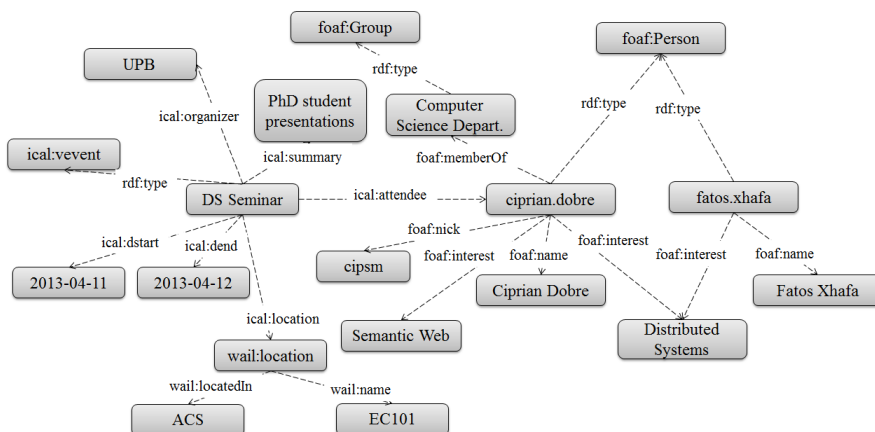 foaf:Group
foaf:Person
UPB
rdf:type
PhD student
presentations
Computer
Science Depart.
rdf:type
rdf:type
ical:organizer
ical:vevent
ical:summary
foaf:memberOf
rdf:type
DS Seminar
ical:attendee
ciprian.dobre
fatos.xhafa
ical:dstart
ical:dend
foaf:nick
foaf:interest
foaf:name
foaf:interest
foaf:interest
foaf:name
2013-04-11
2013-04-12
cipsm
Ciprian Dobre
Fatos Xhafa
ical:location
Semantic Web
Distributed
Systems
wail:location
wail:locatedIn
wail:name
ACS
EC101